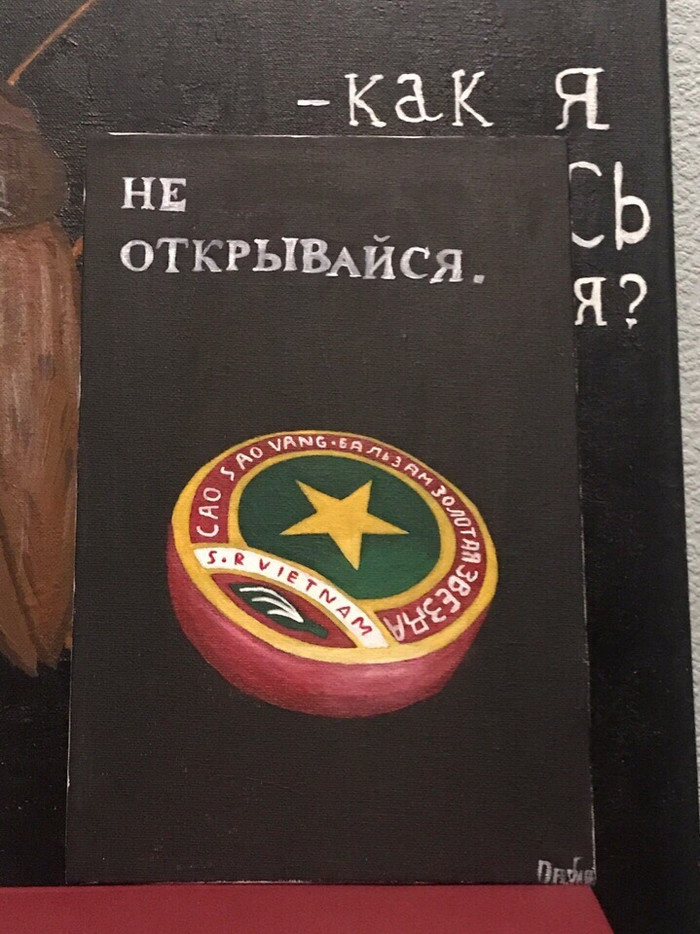 -как я
сь
я?
НЕ
ОТКРЫВАЙСЯ.
CAO SAO VANG·БАЛЬЗАМ ЗОЛОТАЯ ЗВЕЗДА
S.R VIETNAM